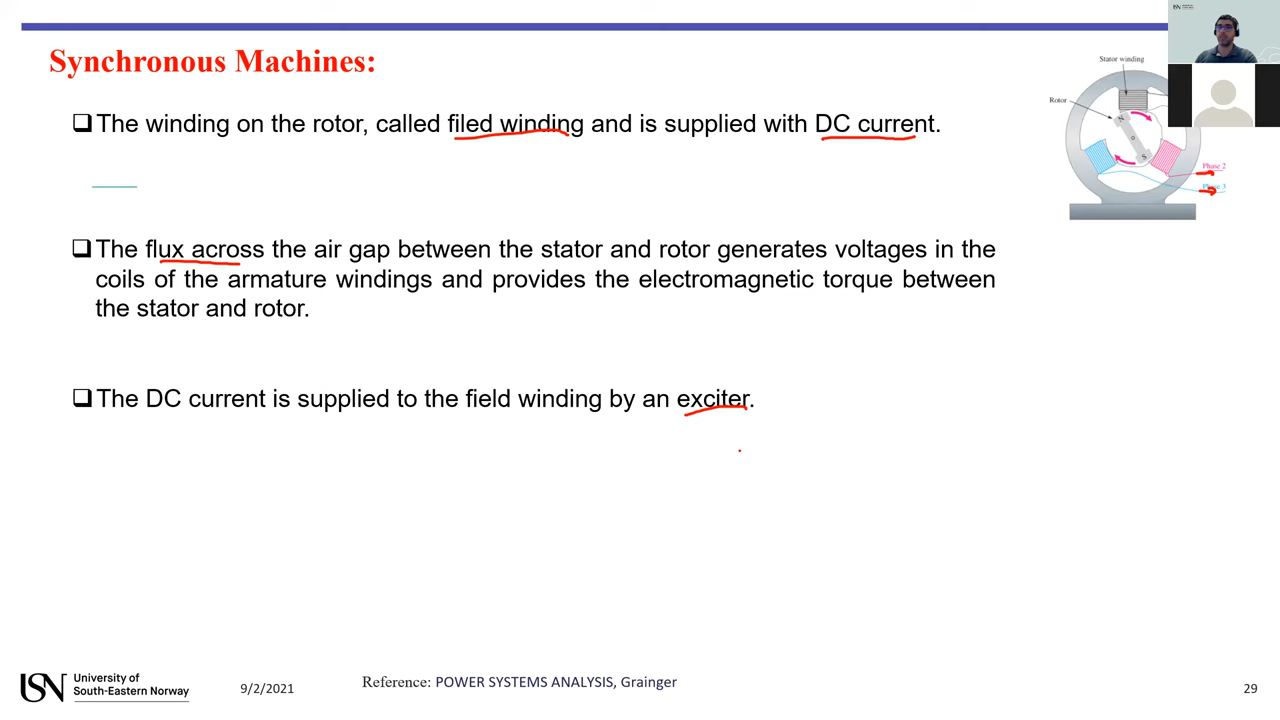 Synchronous Machines:
❑ The winding on the rotor, called filed winding and is supplied with DC current.
❑ The flux across the air gap between the stator and rotor generates voltages in the
coils of the armature windings and provides the electromagnetic torque between
the stator and rotor.
❑ The DC current is supplied to the field winding by an exciter.
Stator winding
Rotor
N
S
Phase 2
Phase 3
USN
USN University of
South-Eastern Norway
9/2/2021
Reference: POWER SYSTEMS ANALYSIS, Grainger
29